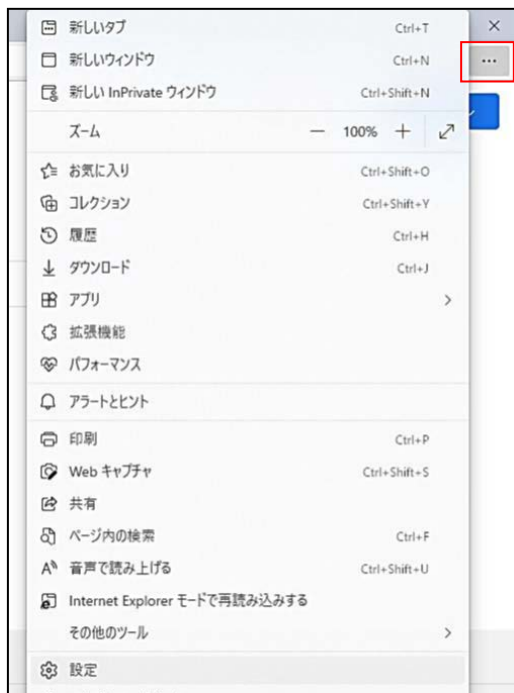 新しいタブ Ctrl+T
新しいウィンドウ Ctrl+N
新しい InPrivate ウィンドウ Ctrl+Shift+N
ズーム — 100% +
お気に入り Ctrl+Shift+O
コレクション Ctrl+Shift+Y
履歴 Ctrl+H
ダウンロード Ctrl+J
アプリ
拡張機能
パフォーマンス
アラートとヒント
印刷 Ctrl+P
Web キャプチャ Ctrl+Shift+S
共有
ページ内の検索 Ctrl+F
音声で読み上げる Ctrl+Shift+U
Internet Explorer モードで再読み込みする
その他のツール
設定